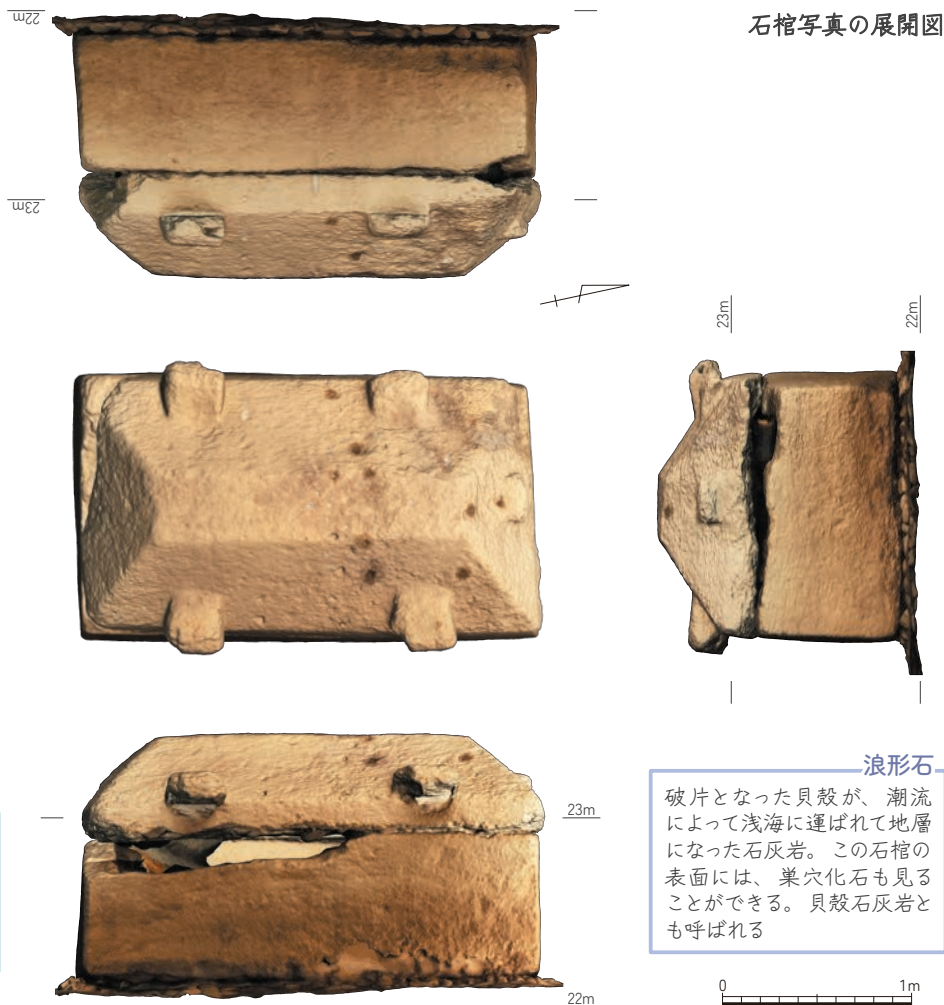 石棺写真の展開図
22m
23m
23m
22m
23m
22m
浪形石
破片となった貝殻が、潮流
によって浅海に運ばれて地層
になった石灰岩。この石棺の
表面には、巣穴化石も見る
ことができる。貝殻石灰岩と
も呼ばれる
0 1m